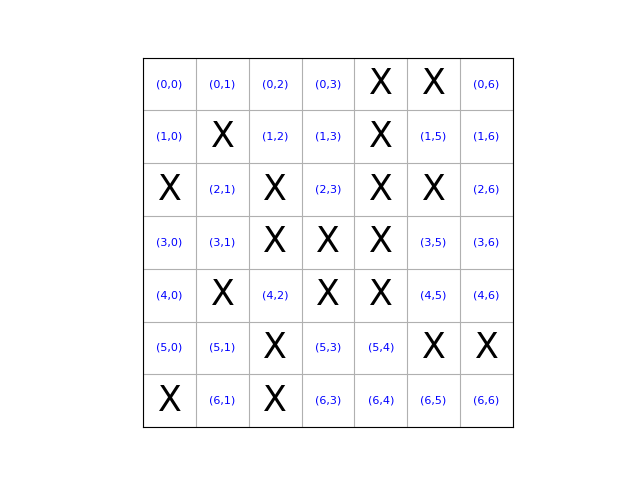 (0,0) (0,1) (0,2) (0,3) X X (0,6)
(1,0) X (1,2) (1,3) X (1,5) (1,6)
X (2,1) X (2,3) X X (2,6)
(3,0) (3,1) X X X (3,5) (3,6)
(4,0) X (4,2) X X (4,5) (4,6)
(5,0) (5,1) X (5,3) (5,4) X X
X (6,1) X (6,3) (6,4) (6,5) (6,6)